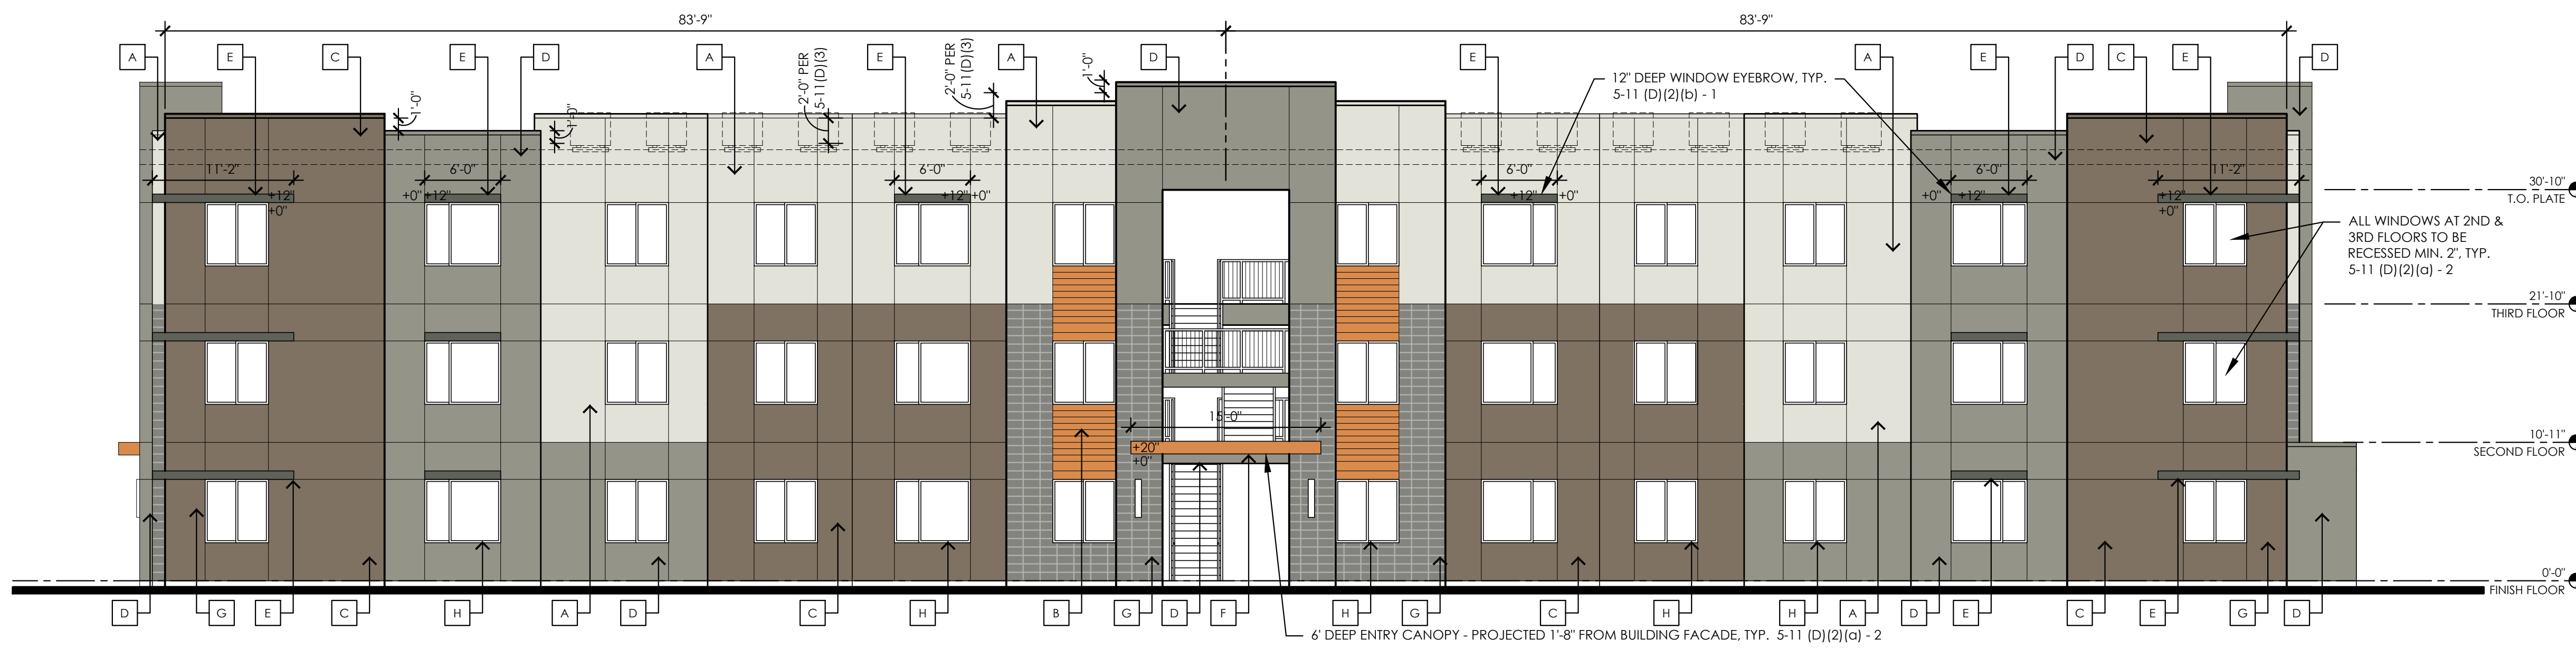 83'-9"
83'-9"
A
E
C
E
D
A
2'-0" PER
5-11(D)(3)
E
2'-0" PER
5-11(D)(3)
A
1'-0"
D
E
12" DEEP WINDOW EYEBROW, TYP.
5-11 (D)(2)(b) - 1
A
E
D
C
E
D
1'-0"
1'-0"
11'-2"
6'-0"
6'-0"
6'-0"
6'-0"
11'-2"
+12"
+0"
+0"
+12"
+12"
+0"
+12"
+0"
+0"
+12"
+12"
+0"
30'-10"
T.O. PLATE
ALL WINDOWS AT 2ND &
3RD FLOORS TO BE
RECESSED MIN. 2", TYP.
5-11 (D)(2)(a) - 2
21'-10"
THIRD FLOOR
15'-0"
+20"
+0"
10'-11"
SECOND FLOOR
0'-0"
FINISH FLOOR
D
G
E
C
H
A
D
C
H
B
G
D
F
H
G
C
H
H
A
D
E
C
E
G
D
6' DEEP ENTRY CANOPY - PROJECTED 1'-8" FROM BUILDING FACADE, TYP. 5-11 (D)(2)(a) - 2